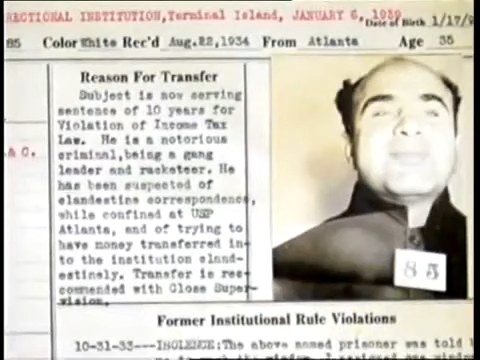 RECTIONAL INSTITUTION, Terminal Island, JANUARY 6, 1939
Date of Birth 1/17/9
85 Color White Rec'd Aug.22,1934 From Atlanta Age 35
Reason For Transfer
Subject is now serving
sentence of 10 years for
Violation of Income Tax
Law. He is a notorious
& C.
criminal,being a gang
leader and racketeer. He
has been suspected of
clandestine correspondence,
while confined at USP
Atlanta, and of trying to
have money transferred in-
to the institution cland-
estinely. Transfer is rec-
commended with Close Super-
vision.
85
Former Institutional Rule Violations
10-31-33---INOLENCE:The above named prisoner was told